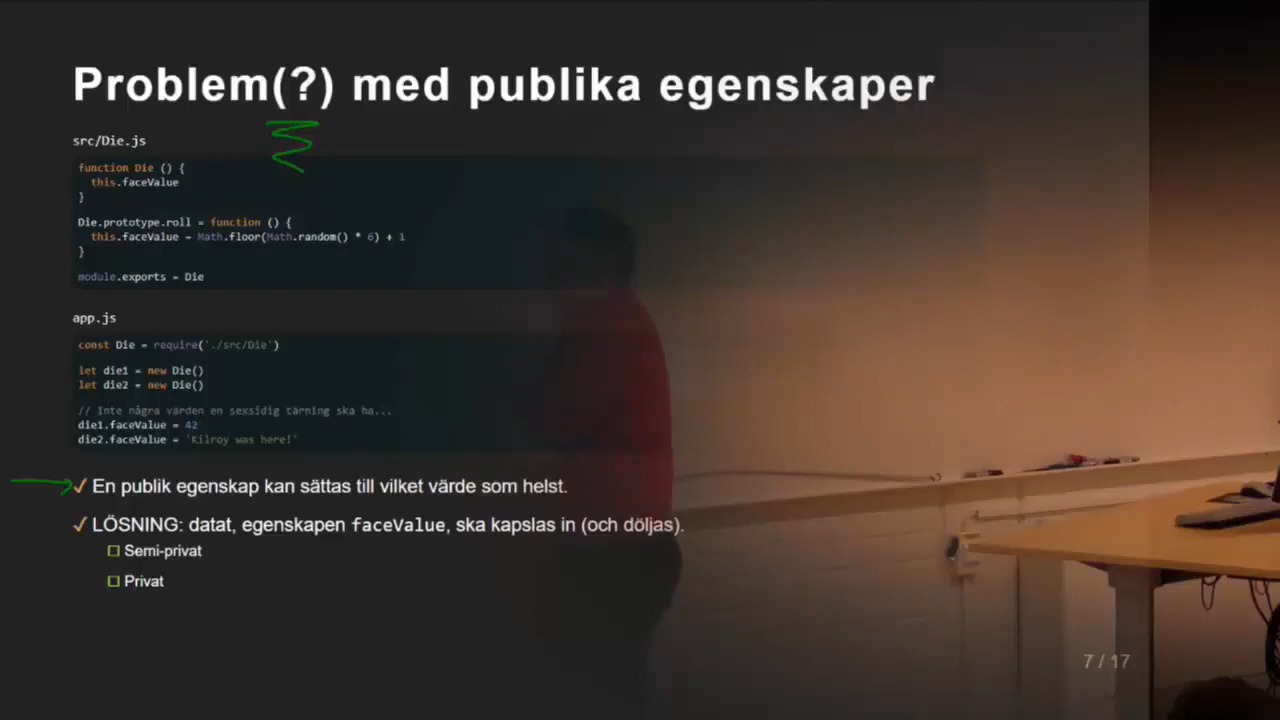 Problem(?) med publika egenskaper
src/Die.js
function Die () {
this.faceValue
}
Die.prototype.roll = function () {
this.faceValue = Math.floor(Math.random() * 6) + 1
}
module.exports = Die
app.js
const Die = require('./src/Die')
let die1 = new Die()
let die2 = new Die()
// Inte några värden en sexsidig tärning ska ha...
die1.faceValue = 42
die2.faceValue = 'Kilroy was here!'
✓ En publik egenskap kan sättas till vilket värde som helst.
✓ LÖSNING: datat, egenskapen faceValue, ska kapslas in (och döljas).
☐ Semi-privat
☐ Privat
7 / 17